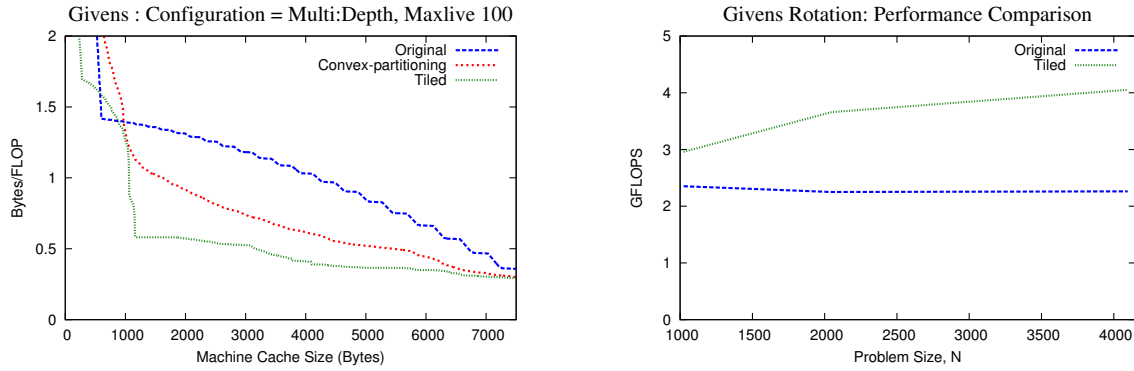 Givens : Configuration = Multi:Depth, Maxlive 100
2
1.5
1
0.5
0
Bytes/FLOP
Original
Convex-partitioning
Tiled
0 1000 2000 3000 4000 5000 6000 7000
Machine Cache Size (Bytes)
Givens Rotation: Performance Comparison
5
4
3
2
1
0
GFLOPS
Original
Tiled
1000 1500 2000 2500 3000 3500 4000
Problem Size, N